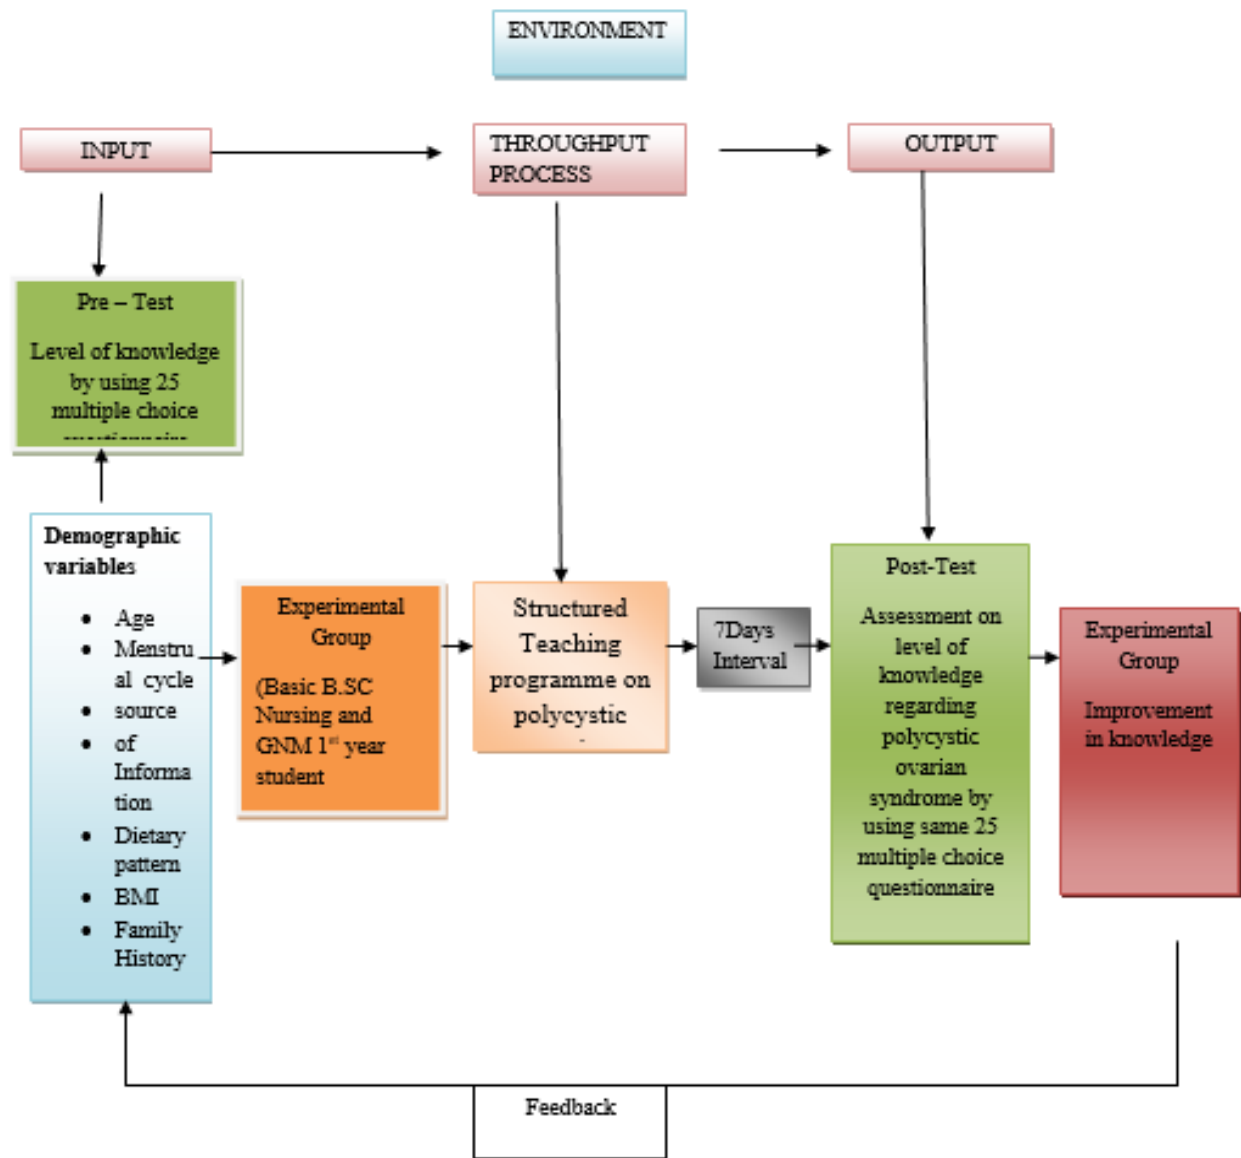 ENVIRONMENT
INPUT
THROUGHPUT
PROCESS
OUTPUT
Pre – Test
Level of knowledge
by using 25
multiple choice
Demographic
variables
• Age
• Menstru
al cycle
• source
• of
Informa
tion
• Dietary
pattern
• BMI
• Family
History
Experimental
Group
(Basic B.SC
Nursing and
GNM 1st year
student
Structured
Teaching
programme on
polycystic
7Days
Interval
Post-Test
Assessment on
level of
knowledge
regarding
polycystic
ovarian
syndrome by
using same 25
multiple choice
questionnaire
Experimental
Group
Improvement
in knowledge
Feedback